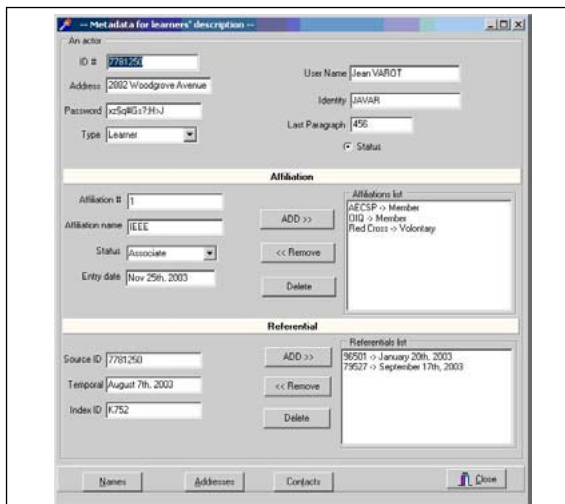 -- Metadata for learners' description --
An actor
ID # 7781250
User Name Jean VAROT
Address 2882 Woodgrove Avenue
Identity JAVAR
Password
Last Paragraph 456
Type Learner
Status
Affiliation
Affiliation # 1
Affiliations list
Affiliation name IEEE
ADD >>
AECSP -> Member
OIQ -> Member
Red Cross -> Volontary
Status Associate
<< Remove
Entry date Nov 25th, 2003
Delete
Referential
Source ID 7781250
ADD >>
Referentials list
96501 -> January 20th, 2003
79527 -> September 17th, 2003
Temporal August 7th, 2003
<< Remove
Index ID K752
Delete
Names
Addresses
Contacts
Close